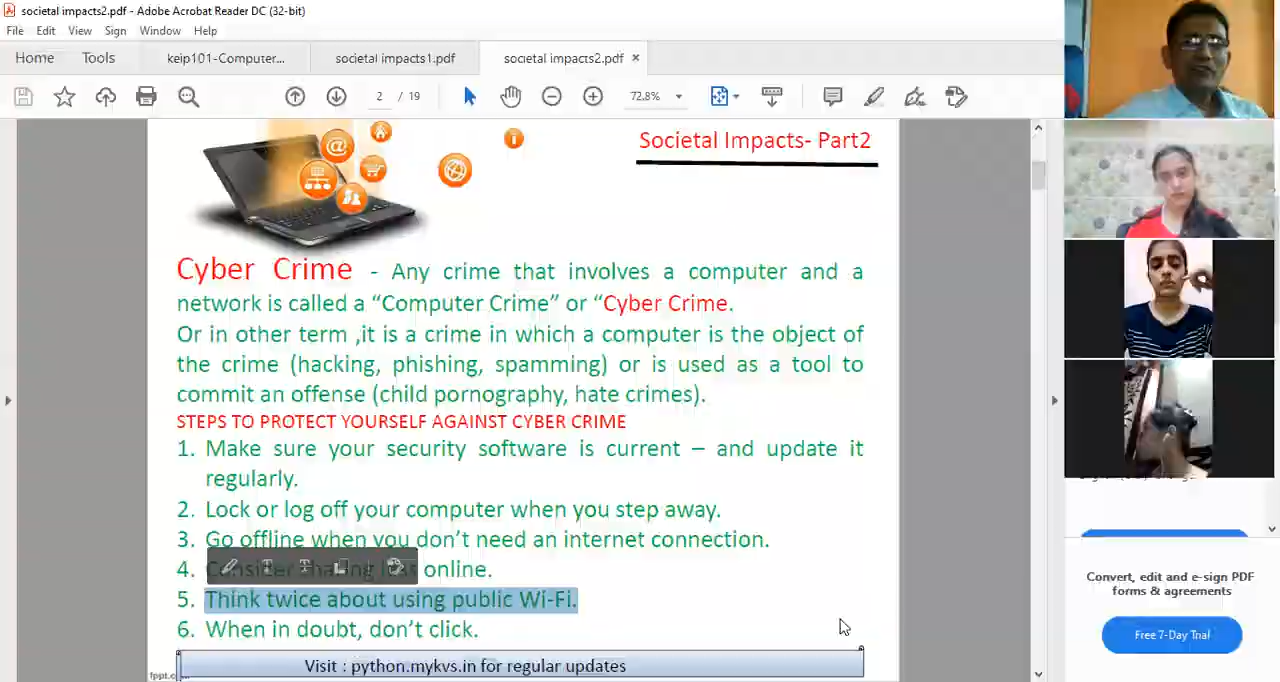 societal impacts2.pdf - Adobe Acrobat Reader DC (32-bit)
File Edit View Sign Window Help
Home Tools keip101-Computer... societal impacts1.pdf societal impacts2.pdf ×
2 / 19 72.8%
Societal Impacts- Part2
Cyber Crime - Any crime that involves a computer and a
network is called a “Computer Crime” or “Cyber Crime.
Or in other term ,it is a crime in which a computer is the object of
the crime (hacking, phishing, spamming) or is used as a tool to
commit an offense (child pornography, hate crimes).
STEPS TO PROTECT YOURSELF AGAINST CYBER CRIME
1. Make sure your security software is current – and update it
regularly.
2. Lock or log off your computer when you step away.
3. Go offline when you don’t need an internet connection.
4. Consider sharing less online.
5. Think twice about using public Wi-Fi.
6. When in doubt, don’t click.
Visit : python.mykvs.in for regular updates
Convert, edit and e-sign PDF
forms & agreements
Free 7-Day Trial